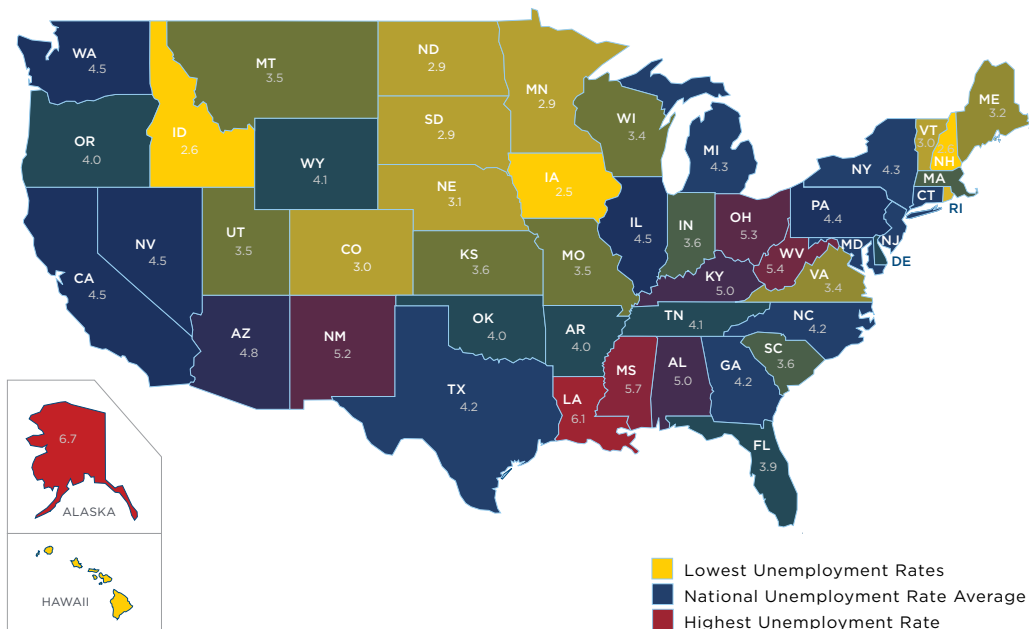 WA
4.5
MT
3.5
ND
2.9
MN
2.9
ME
3.2
OR
4.0
ID
2.6
SD
2.9
WI
3.4
MI
4.3
VT
3.0
2.6
NH
NY 4.3
MA
CT
RI
WY
4.1
IA
2.5
NE
3.1
PA
4.4
NV
4.5
UT
3.5
CO
3.0
IL
4.5
IN
3.6
OH
5.3
NJ
MD
DE
CA
4.5
KS
3.6
MO
3.5
WV
5.4
VA
3.4
KY
5.0
AZ
4.8
NM
5.2
OK
4.0
AR
4.0
TN 4.1
NC
4.2
SC
3.6
TX
4.2
LA
6.1
MS
5.7
AL
5.0
GA
4.2
FL
3.9
6.7
ALASKA
HAWAII
Lowest Unemployment Rates
National Unemployment Rate Average
Highest Unemployment Rate